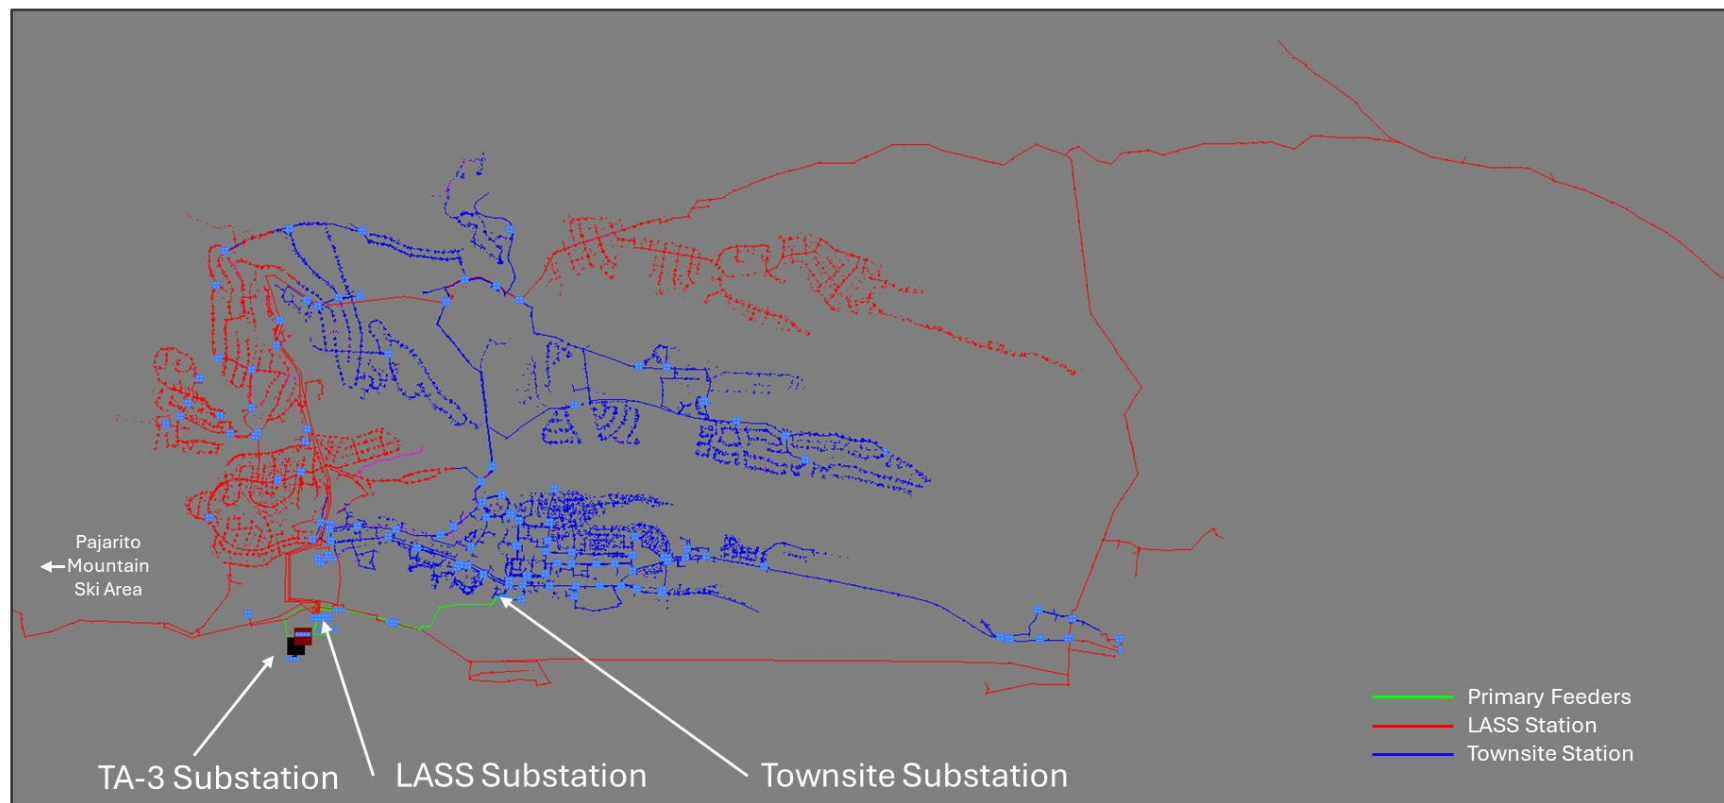 Pajarito
Mountain
Ski Area
Primary Feeders
LASS Station
Townsite Station
TA-3 Substation
LASS Substation
Townsite Substation